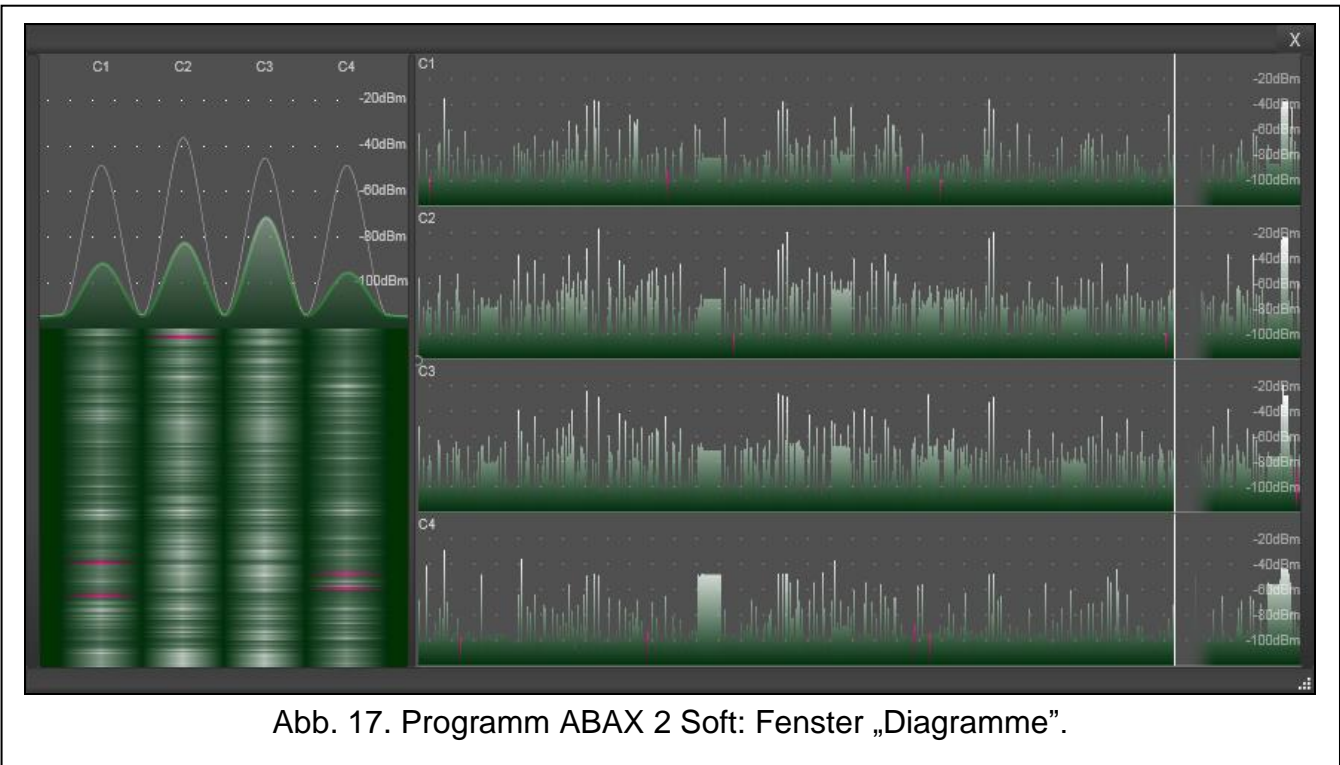 X
C1 C2 C3 C4
-20dBm
-40dBm
-60dBm
-80dBm
-100dBm
C1
-20dBm
-40dBm
-60dBm
-80dBm
-100dBm
C2
-20dBm
-40dBm
-60dBm
-80dBm
-100dBm
C3
-20dBm
-40dBm
-60dBm
-80dBm
-100dBm
C4
-20dBm
-40dBm
-60dBm
-80dBm
-100dBm
Abb. 17. Programm ABAX 2 Soft: Fenster „Diagramme”.